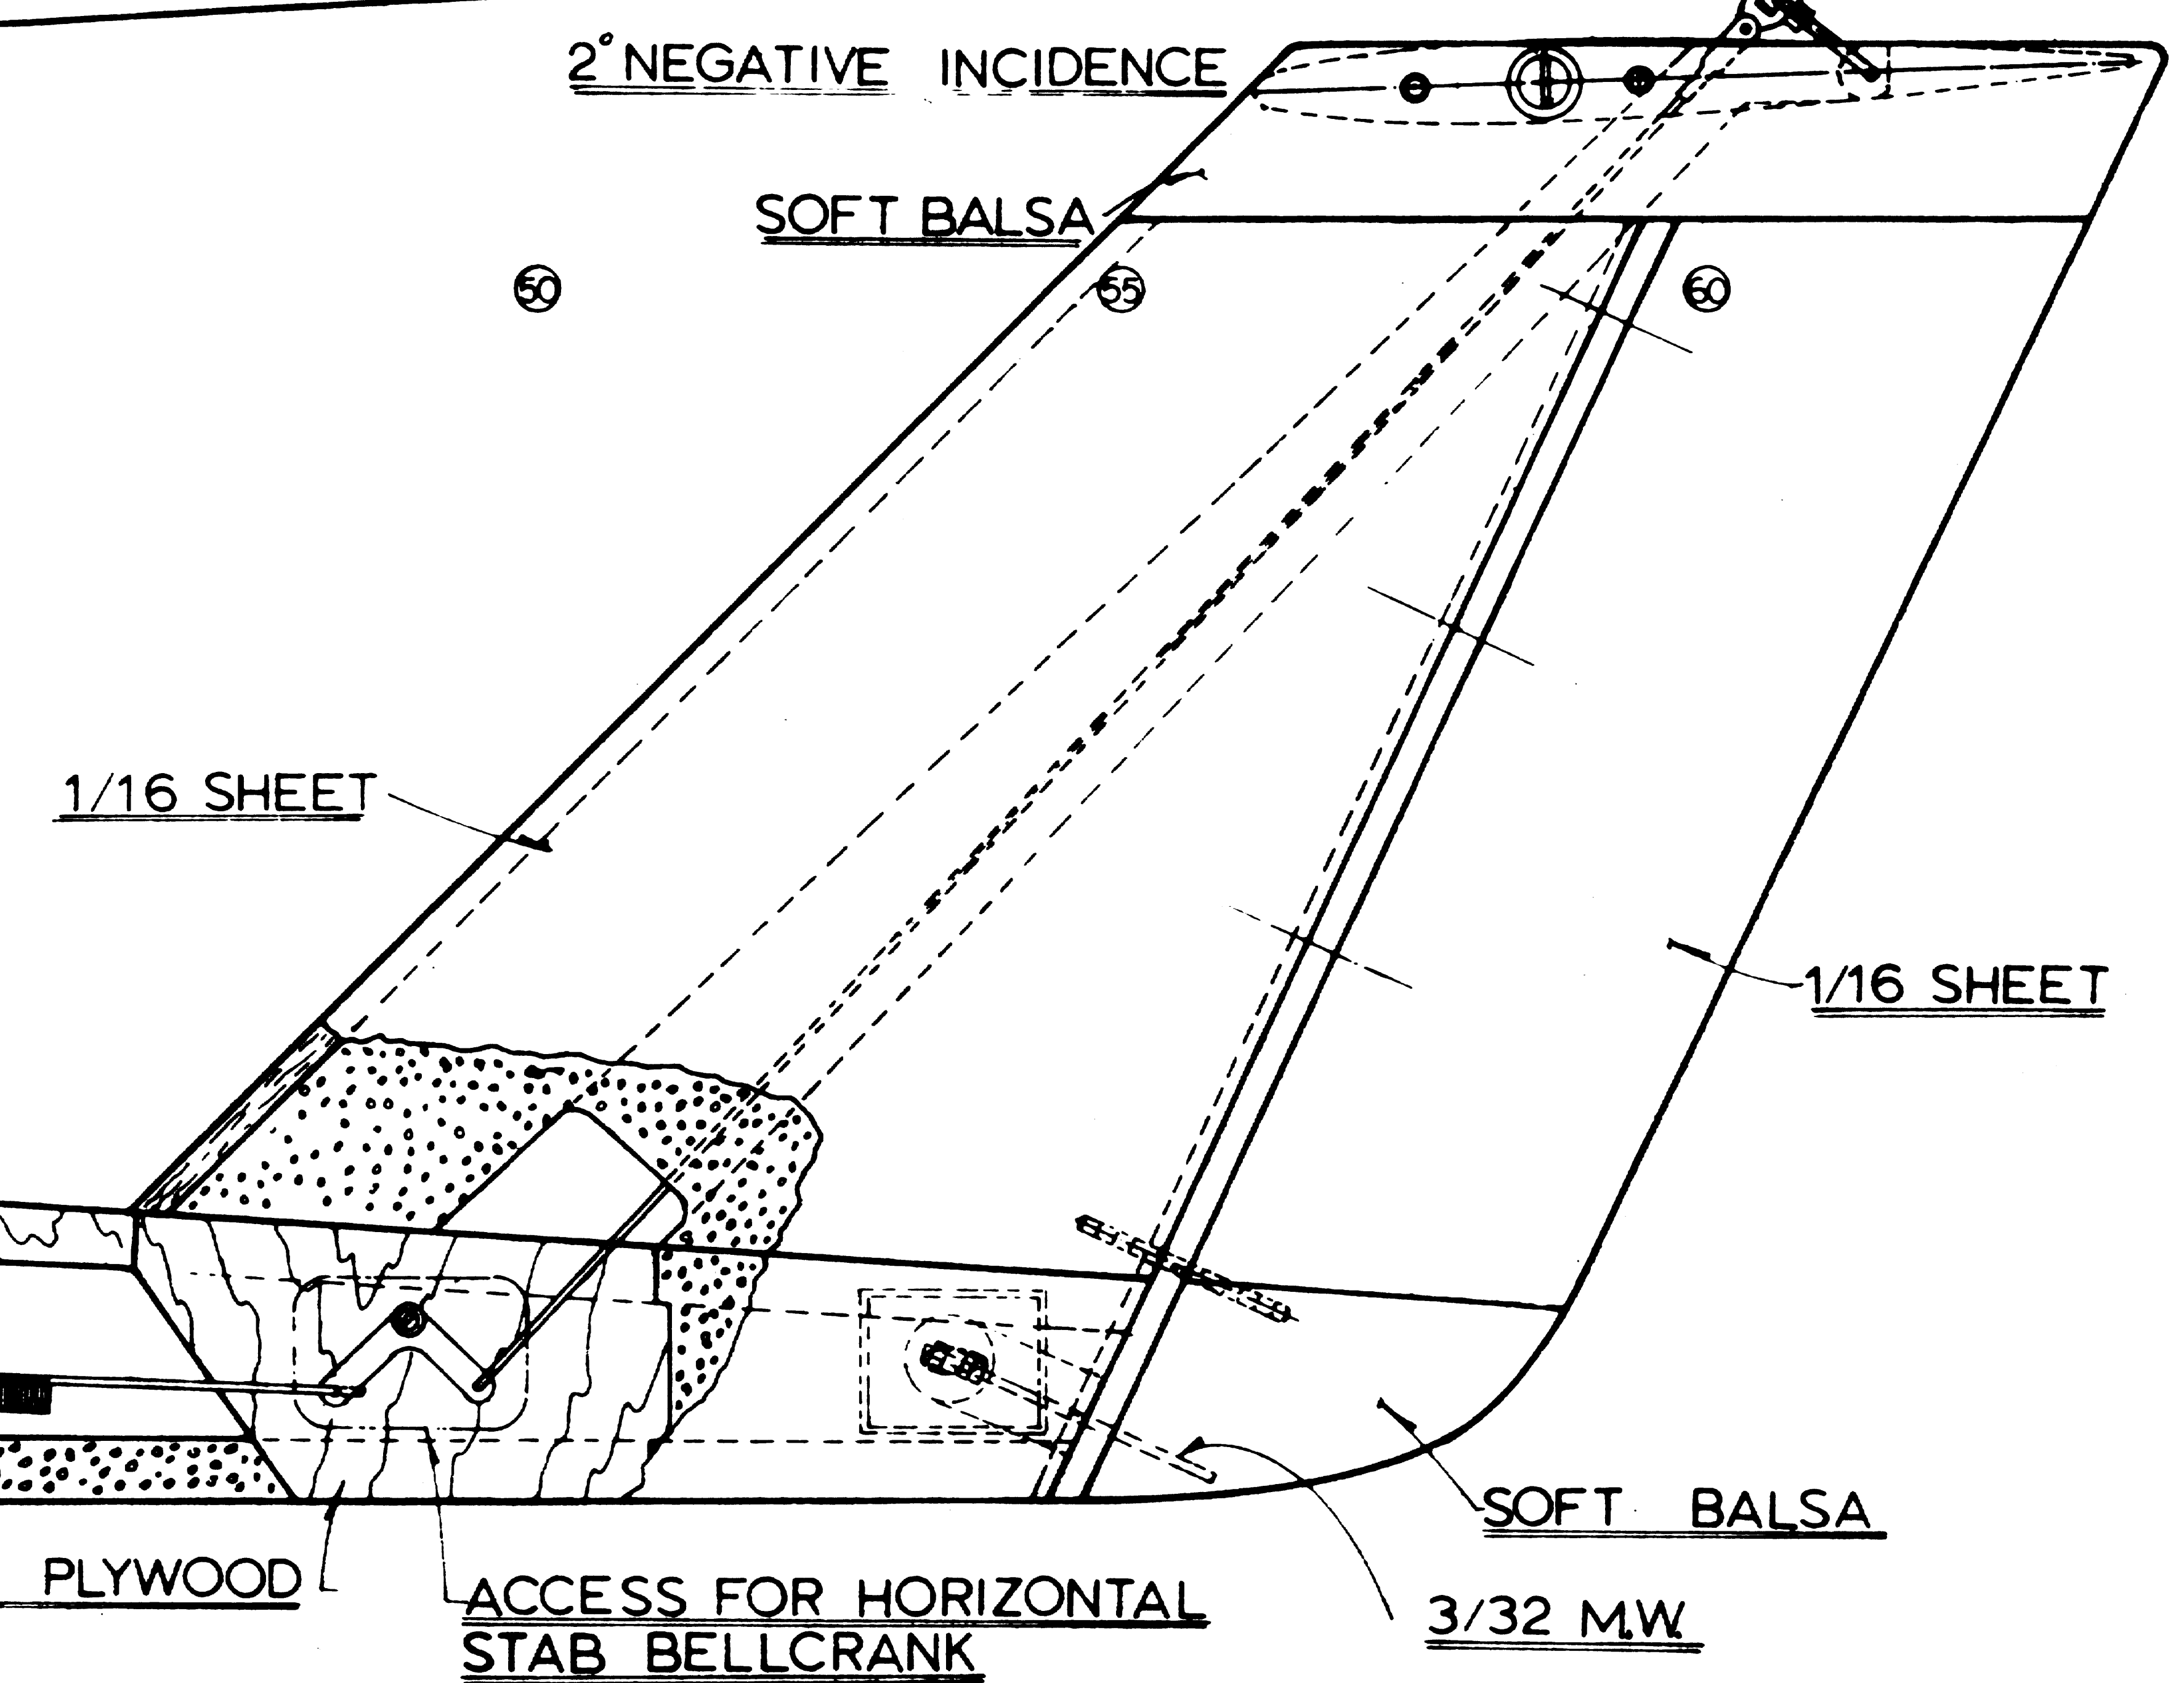 2° NEGATIVE INCIDENCE
SOFT BALSA
50
55
60
1/16 SHEET
1/16 SHEET
SOFT BALSA
PLYWOOD
ACCESS FOR HORIZONTAL
STAB BELLCRANK
3/32 M.W.